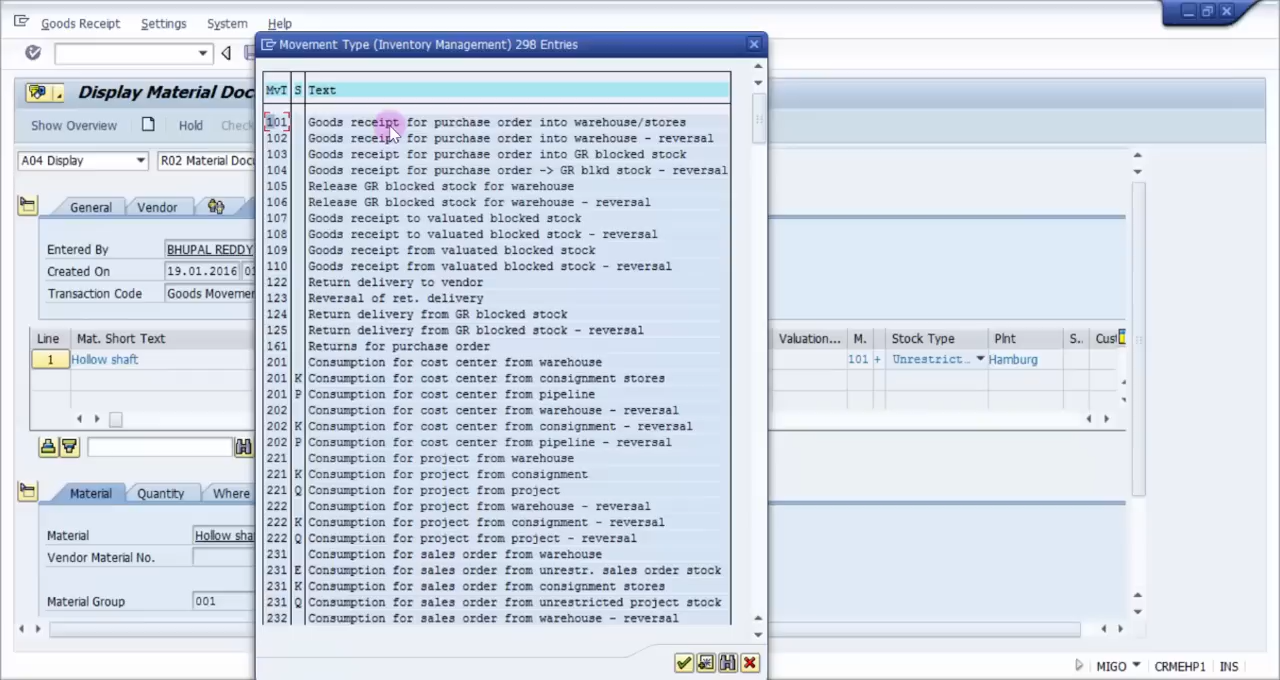 Goods Receipt Settings System Help
Movement Type (Inventory Management) 298 Entries
Display Material Doc
Show Overview Hold Check
A04 Display R02 Material Docu
MvT S Text
101 Goods receipt for purchase order into warehouse/stores
102 Goods receipt for purchase order into warehouse - reversal
103 Goods receipt for purchase order into GR blocked stock
104 Goods receipt for purchase order -> GR blkd stock - reversal
105 Release GR blocked stock for warehouse
106 Release GR blocked stock for warehouse - reversal
107 Goods receipt to valuated blocked stock
108 Goods receipt to valuated blocked stock - reversal
109 Goods receipt from valuated blocked stock
110 Goods receipt from valuated blocked stock - reversal
122 Return delivery to vendor
123 Reversal of ret. delivery
124 Return delivery from GR blocked stock
125 Return delivery from GR blocked stock - reversal
161 Returns for purchase order
201 Consumption for cost center from warehouse
201 K Consumption for cost center from consignment stores
201 P Consumption for cost center from pipeline
202 Consumption for cost center from warehouse - reversal
202 K Consumption for cost center from consignment - reversal
202 P Consumption for cost center from pipeline - reversal
221 Consumption for project from warehouse
221 K Consumption for project from consignment
221 Q Consumption for project from project
222 Consumption for project from warehouse - reversal
222 K Consumption for project from consignment - reversal
222 Q Consumption for project from project - reversal
231 Consumption for sales order from warehouse
231 E Consumption for sales order from unrestr. sales order stock
231 K Consumption for sales order from consignment stores
231 Q Consumption for sales order from unrestricted project stock
232 Consumption for sales order from warehouse - reversal
General Vendor
Entered By BHUPAL REDDY
Created On 19.01.2016
Transaction Code Goods Movemen
Line Mat. Short Text Valuation... M. Stock Type Plnt S.. Cust
1 Hollow shaft 101 + Unrestrict... Hamburg
Material Quantity Where
Material Hollow sha
Vendor Material No.
Material Group 001
MIGO CRMEHP1 INS